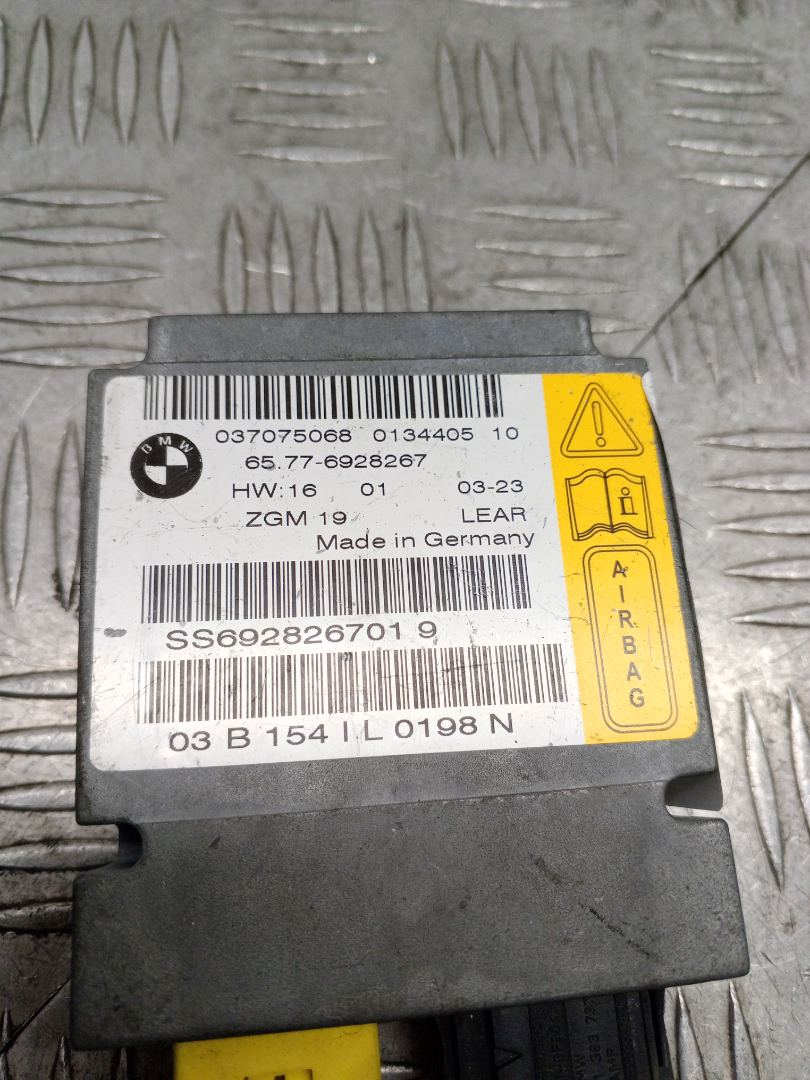 BMW
037075068 0134405 10
65.77-6928267
HW:16 01 03-23
ZGM 19 LEAR
Made in Germany
SS692826701 9
03 B 154 I L 0198 N
i
AIRBAG